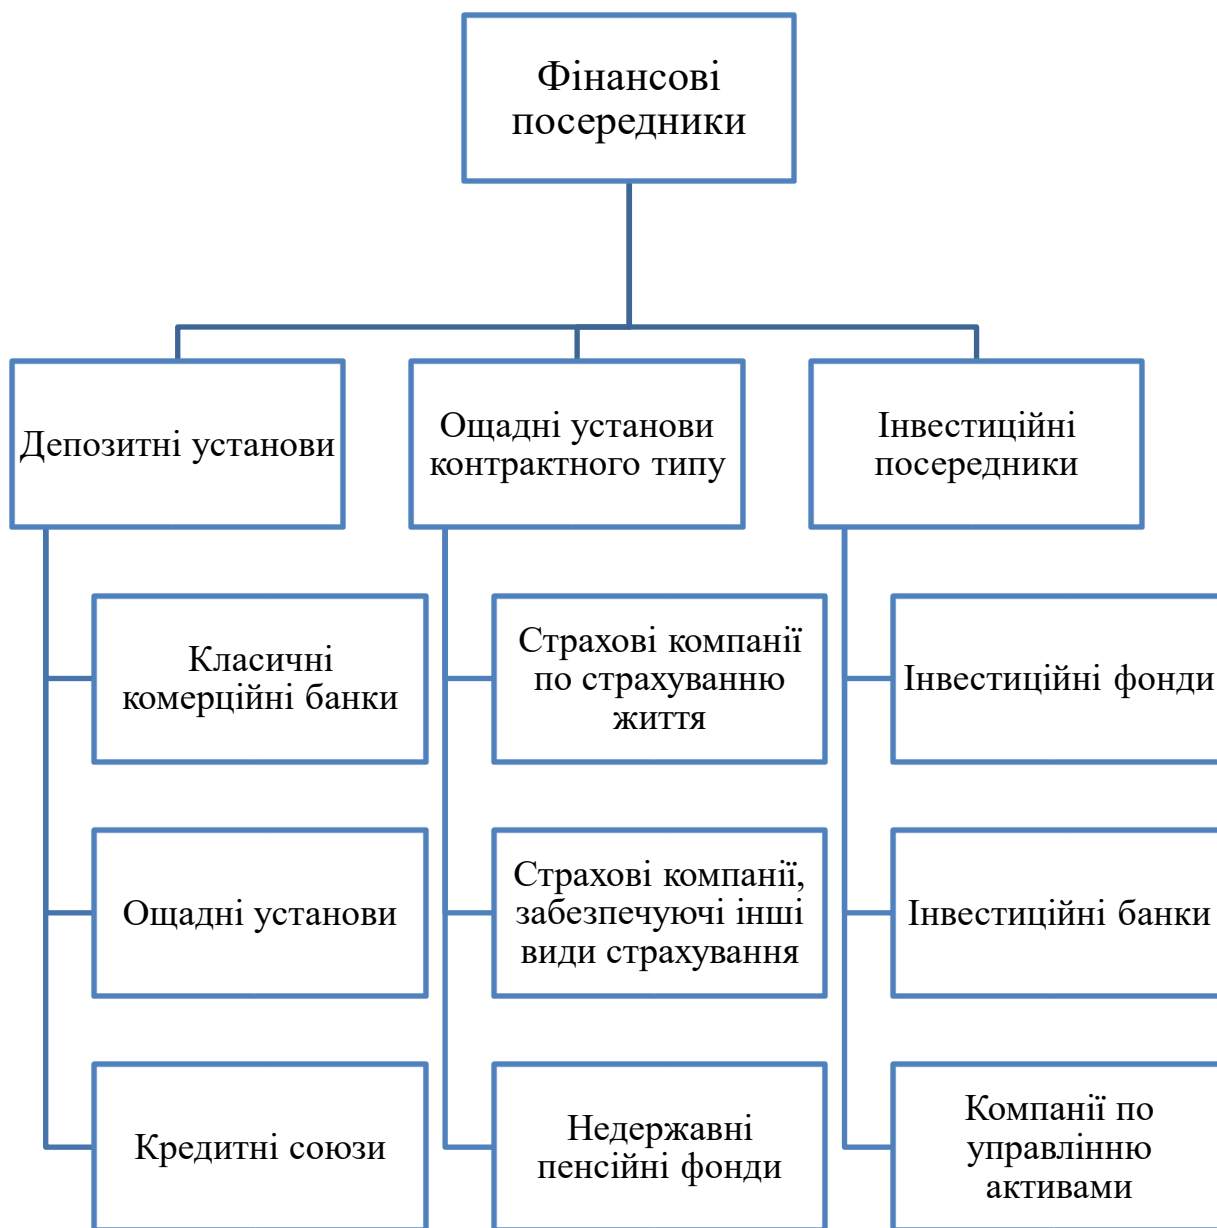 Фінансові
посередники
Депозитні установи
Ощадні установи
контрактного типу
Інвестиційні
посередники
Класичні
комерційні банки
Страхові компанії
по страхуванню
життя
Інвестиційні фонди
Ощадні установи
Страхові компанії,
забезпечуючі інші
види страхування
Інвестиційні банки
Кредитні союзи
Недержавні
пенсійні фонди
Компанії по
управлінню
активами